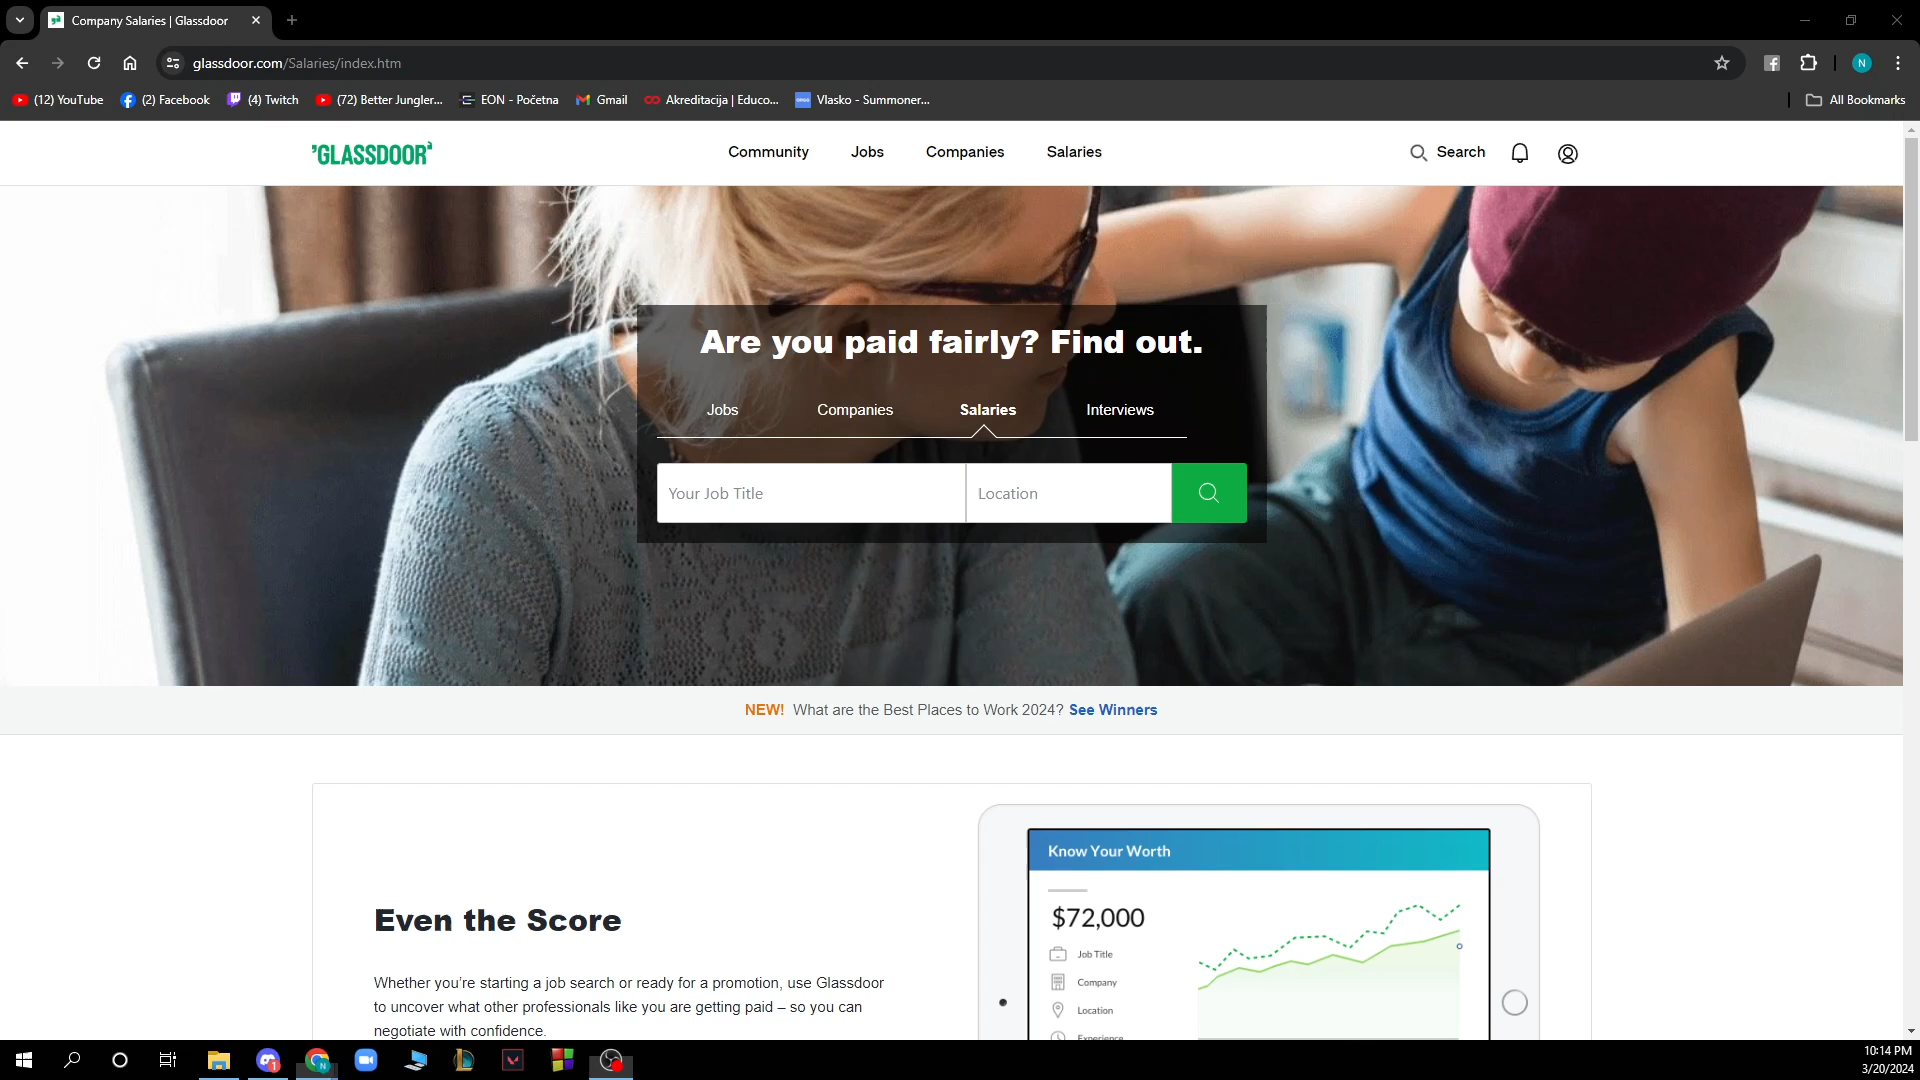 Company Salaries | Glassdoor
glassdoor.com/Salaries/index.htm
N
(12) YouTube
(2) Facebook
(4) Twitch
(72) Better Jungler...
EON - Početna
Gmail
Akreditacija | Educo...
Vlasko - Summoner...
All Bookmarks
GLASSDOOR
Community
Jobs
Companies
Salaries
Search
Are you paid fairly? Find out.
Jobs
Companies
Salaries
Interviews
Your Job Title
Location
NEW! What are the Best Places to Work 2024? See Winners
Even the Score
Whether you're starting a job search or ready for a promotion, use Glassdoor
to uncover what other professionals like you are getting paid – so you can
negotiate with confidence.
Know Your Worth
$72,000
Job Title
Company
Location
Experience
10:14 PM
3/20/2024